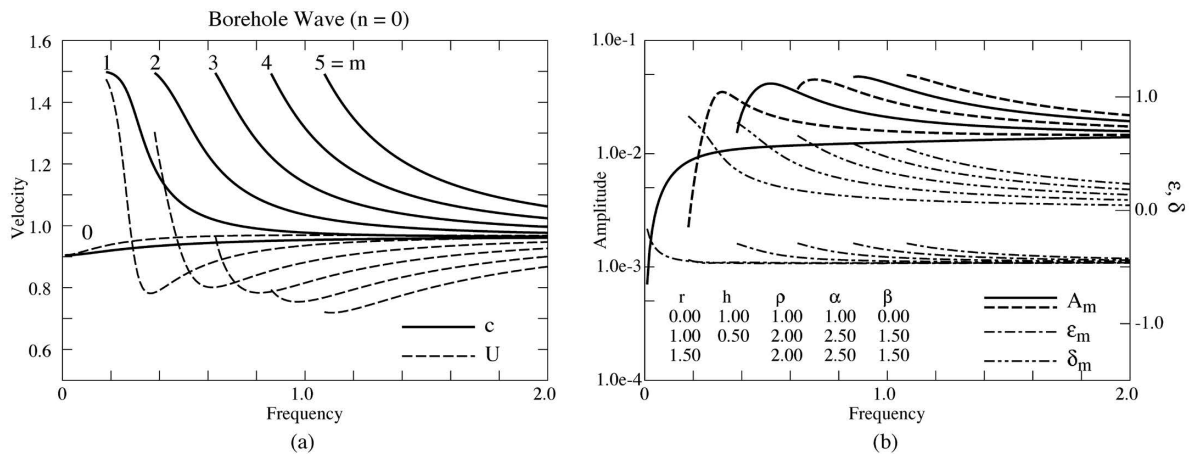 Borehole Wave (n = 0)
1.6
1.4
1.2
1.0
0.8
0.6
Velocity
0
1
2
3
4
5 = m
c
U
0
1.0
2.0
Frequency
(a)
1.0e-1
1.0e-2
1.0e-3
1.0e-4
Amplitude
r h ρ α β
0.00 1.00 1.00 1.00 0.00
1.00 0.50 2.00 2.50 1.50
1.50 2.00 2.50 1.50
Aₘ
εₘ
δₘ
1.0
0.0
-1.0
ε, δ
0
1.0
2.0
Frequency
(b)